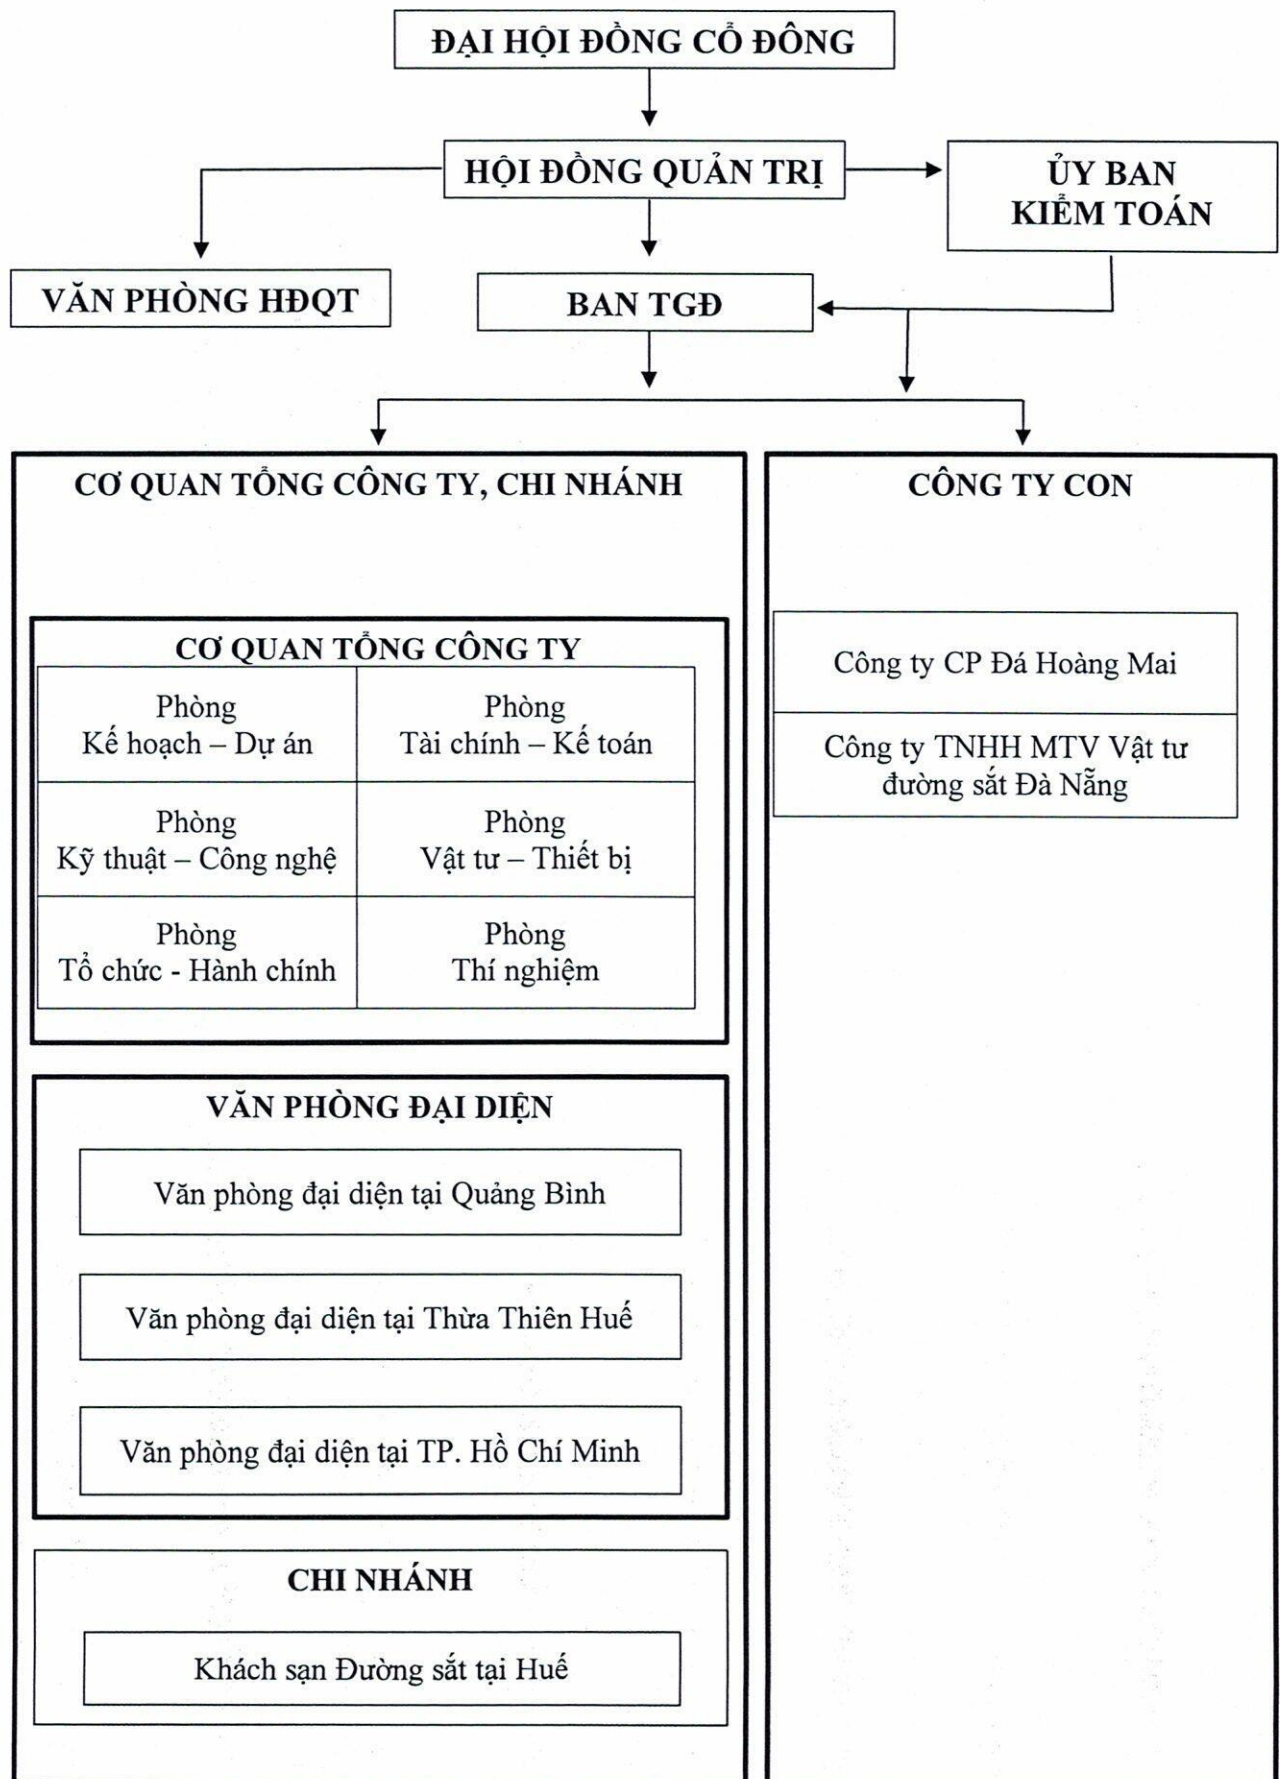 ĐẠI HỘI ĐỒNG CỔ ĐÔNG
HỘI ĐỒNG QUẢN TRỊ
ỦY BAN
KIỂM TOÁN
VĂN PHÒNG HĐQT
BAN TGĐ
CƠ QUAN TỔNG CÔNG TY, CHI NHÁNH
CƠ QUAN TỔNG CÔNG TY
Phòng
Kế hoạch – Dự án
Phòng
Tài chính – Kế toán
Phòng
Kỹ thuật – Công nghệ
Phòng
Vật tư – Thiết bị
Phòng
Tổ chức - Hành chính
Phòng
Thí nghiệm
VĂN PHÒNG ĐẠI DIỆN
Văn phòng đại diện tại Quảng Bình
Văn phòng đại diện tại Thừa Thiên Huế
Văn phòng đại diện tại TP. Hồ Chí Minh
CHI NHÁNH
Khách sạn Đường sắt tại Huế
CÔNG TY CON
Công ty CP Đá Hoàng Mai
Công ty TNHH MTV Vật tư
đường sắt Đà Nẵng